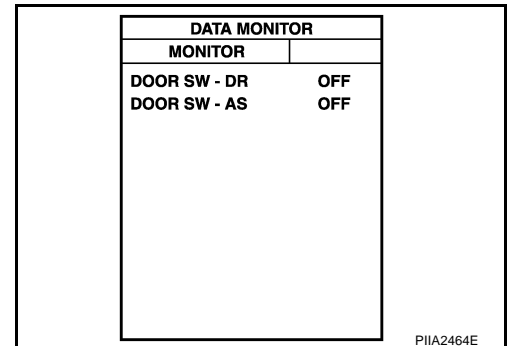 DATA MONITOR
MONITOR
DOOR SW - DR OFF
DOOR SW - AS OFF
PIIA2464E